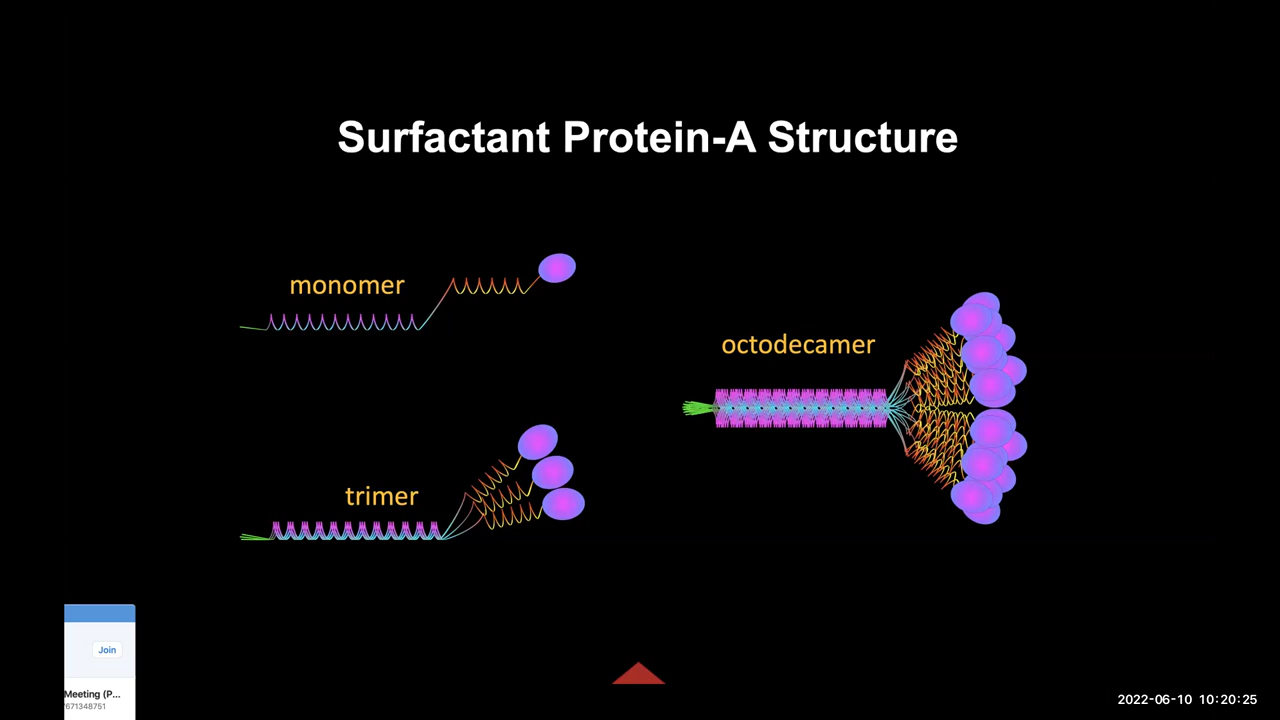 Surfactant Protein-A Structure
monomer
octodecamer
trimer
Join
Meeting (P...
671348751
2022-06-10 10:20:25